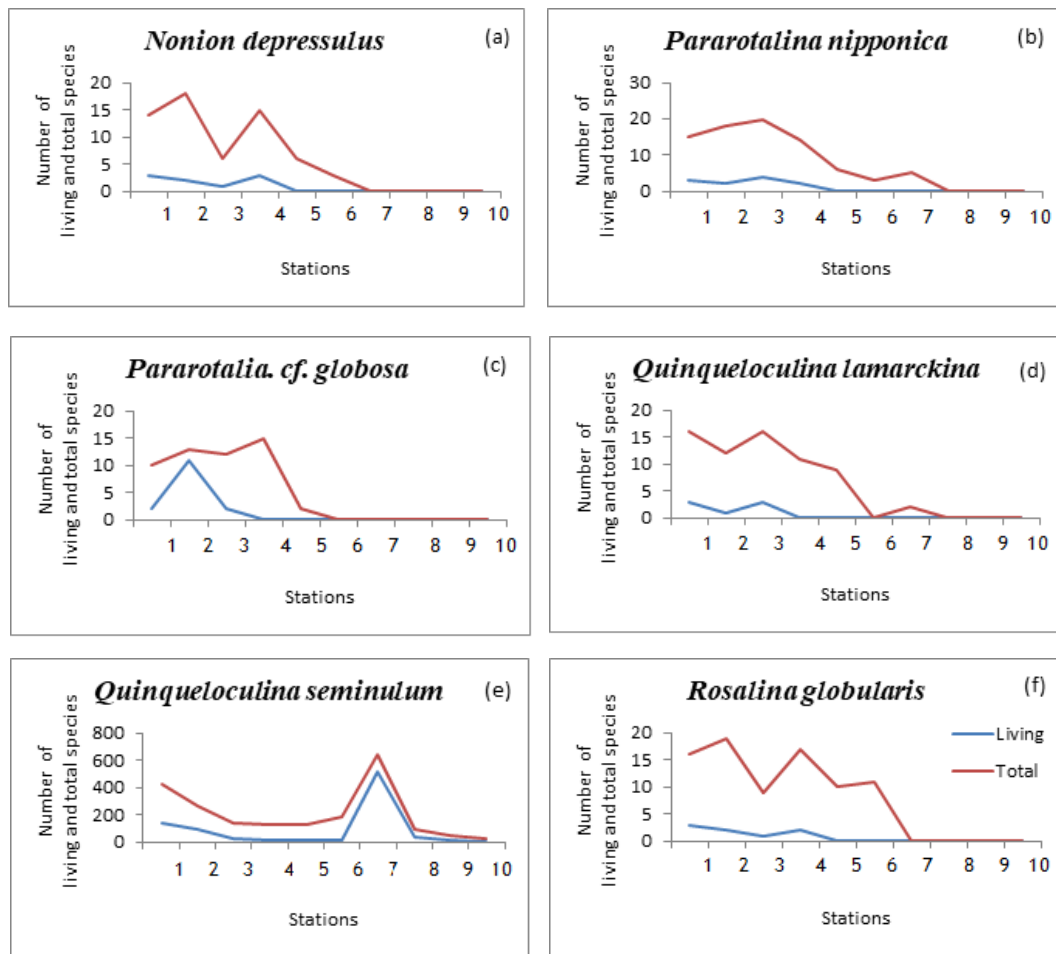 Nonion depressulus (a)
Number of
living and total species
20
15
10
5
0
1 2 3 4 5 6 7 8 9 10
Stations
Pararotalina nipponica (b)
Number of
living and total species
30
20
10
0
1 2 3 4 5 6 7 8 9 10
Stations
Pararotalia. cf. globosa (c)
Number of
living and total species
20
15
10
5
0
1 2 3 4 5 6 7 8 9 10
Stations
Quinqueloculina lamarckina (d)
Number of
living and total species
20
15
10
5
0
1 2 3 4 5 6 7 8 9 10
Stations
Quinqueloculina seminulum (e)
Number of
living and total species
800
600
400
200
0
1 2 3 4 5 6 7 8 9 10
Stations
Rosalina globularis (f)
Number of
living and total species
20
15
10
5
0
1 2 3 4 5 6 7 8 9 10
Stations
Living
Total